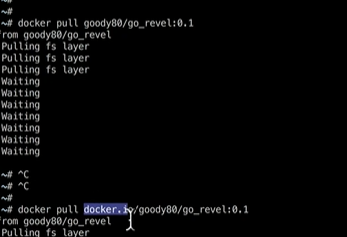 ~#
~# docker pull goody80/go_revel:0.1
rom goody80/go_revel
Pulling fs layer
Pulling fs layer
Pulling fs layer
Waiting
Waiting
Waiting
Waiting
Waiting
Waiting
Waiting
~# ^C
~# ^C
~#
~# docker pull docker.io/goody80/go_revel:0.1
rom goody80/go_revel
Pulling fs layer